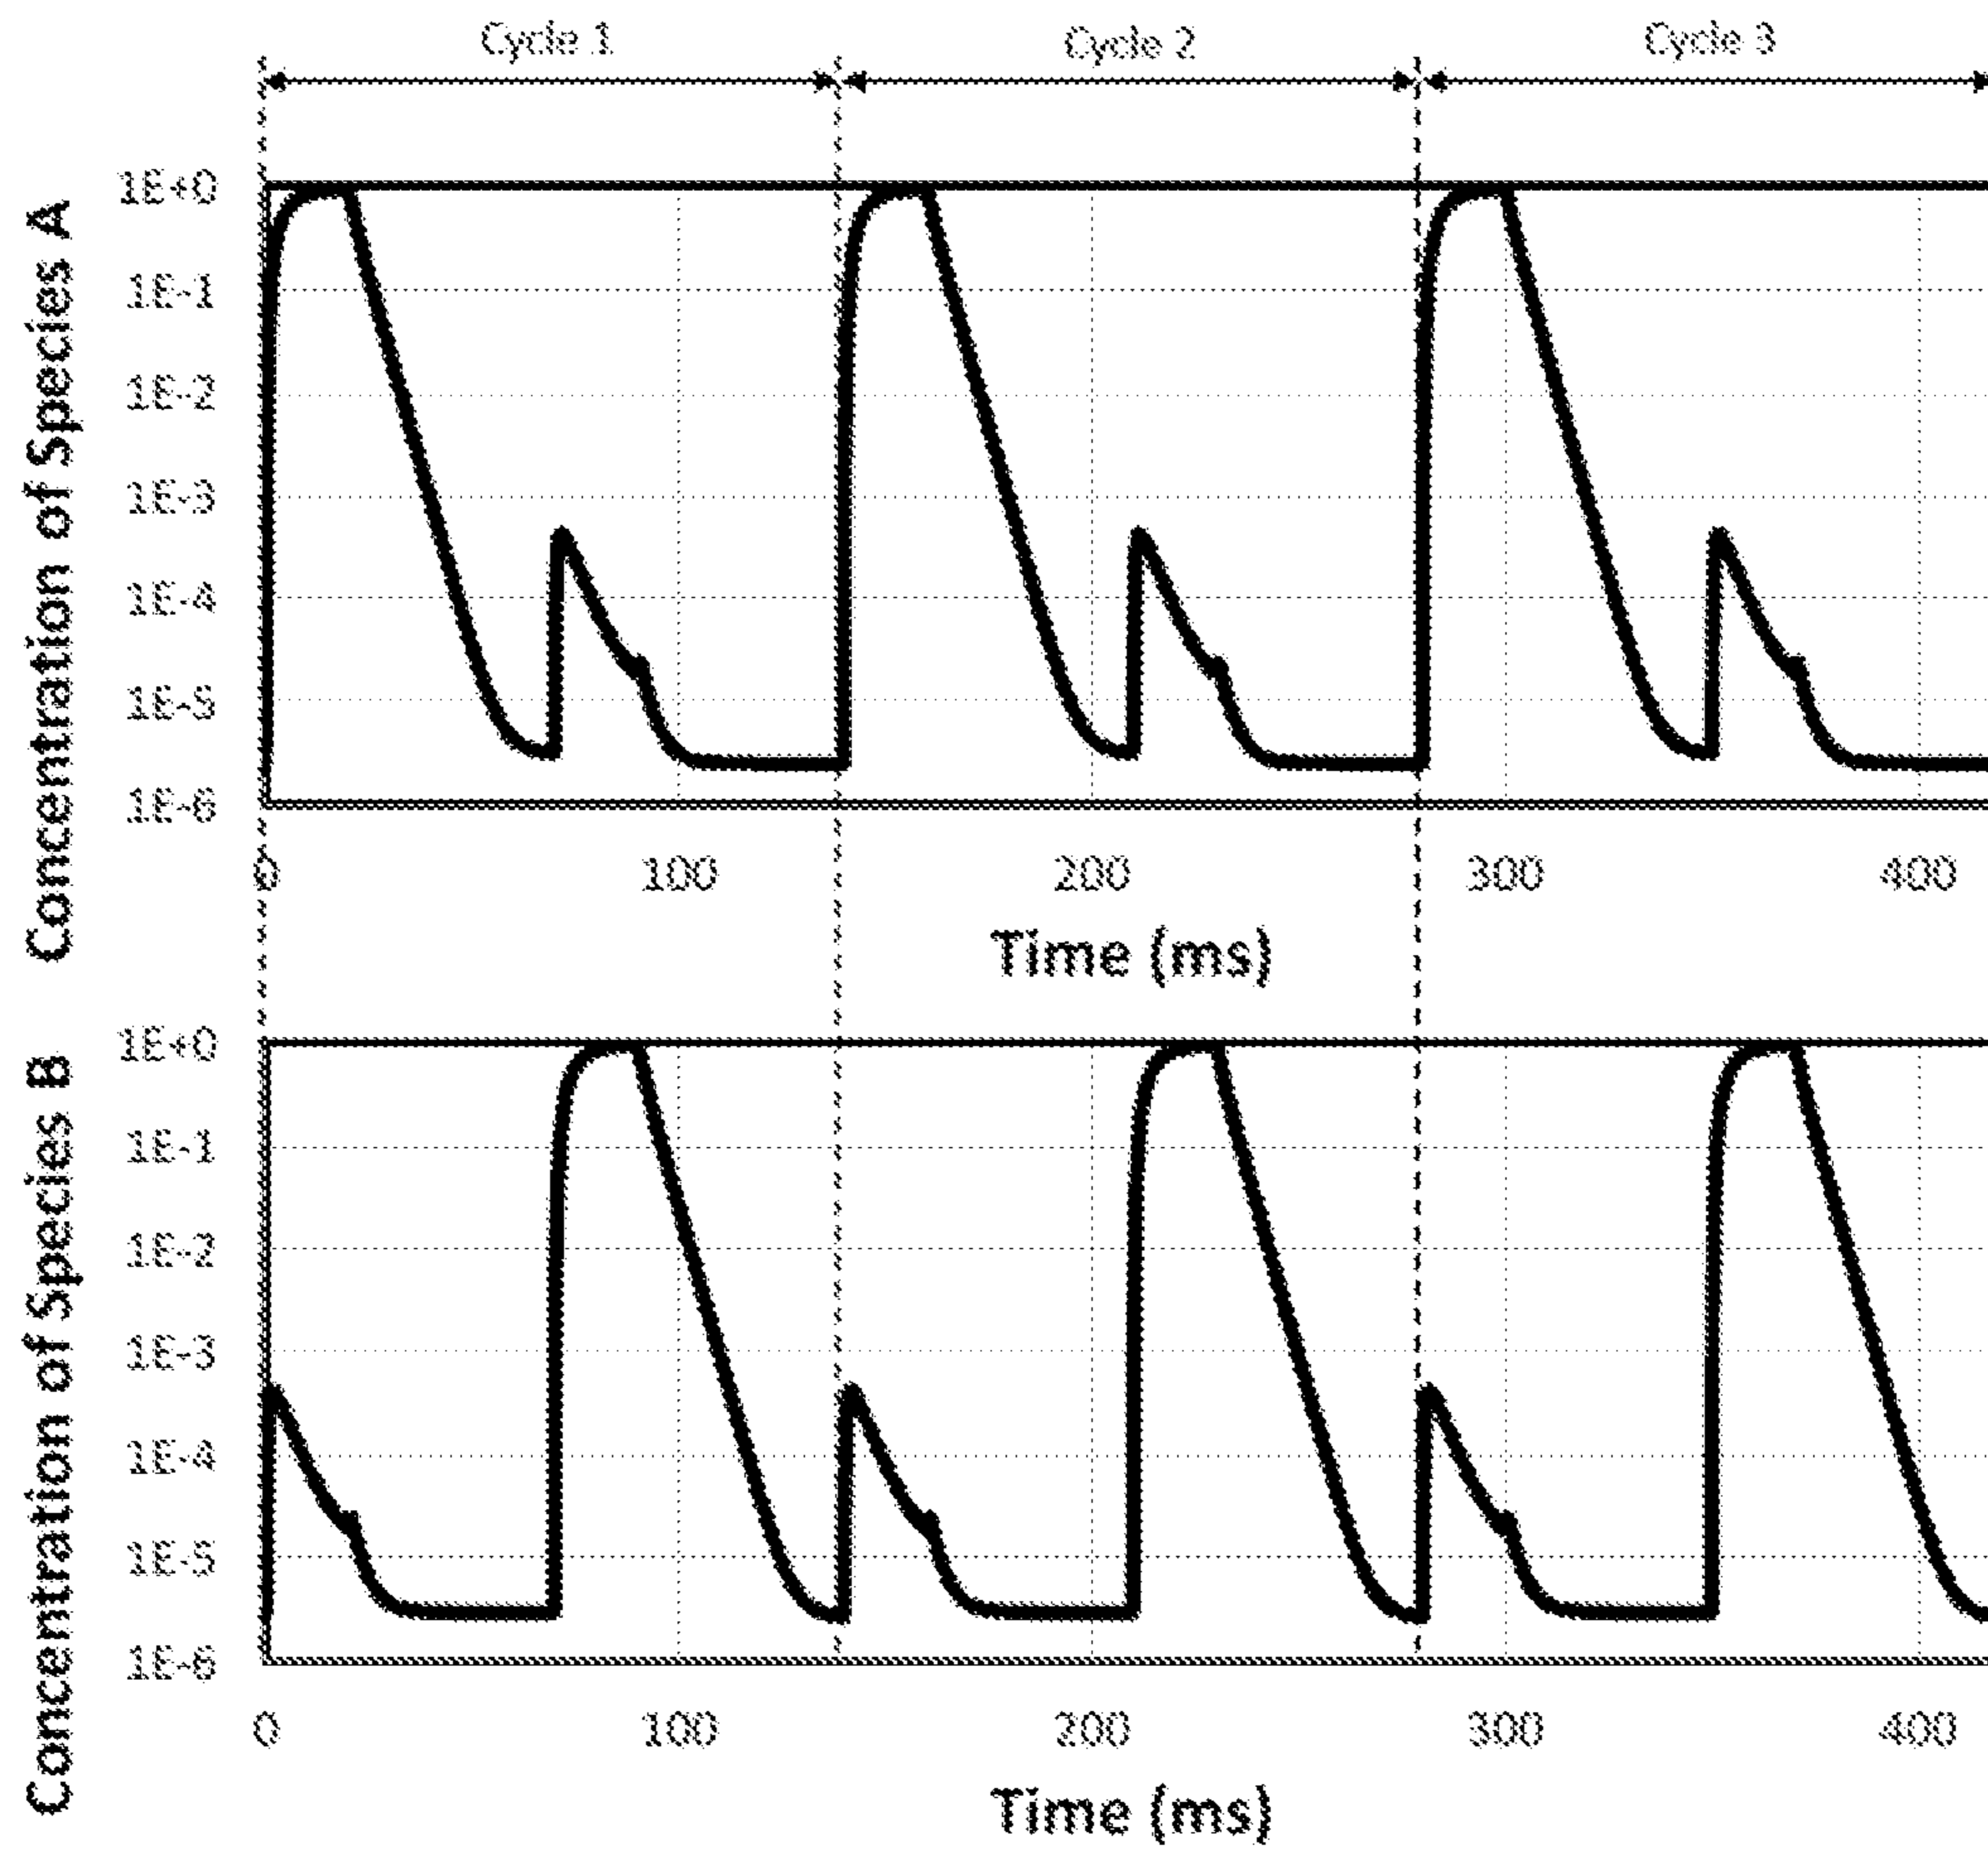 Cycle 1 Cycle 2 Cycle 3
Concentration of Species A
1E+0
1E-1
1E-2
1E-3
1E-4
1E-5
1E-6
0 100 200 300 400
Time (ms)
Concentration of Species B
1E+0
1E-1
1E-2
1E-3
1E-4
1E-5
1E-6
0 100 200 300 400
Time (ms)